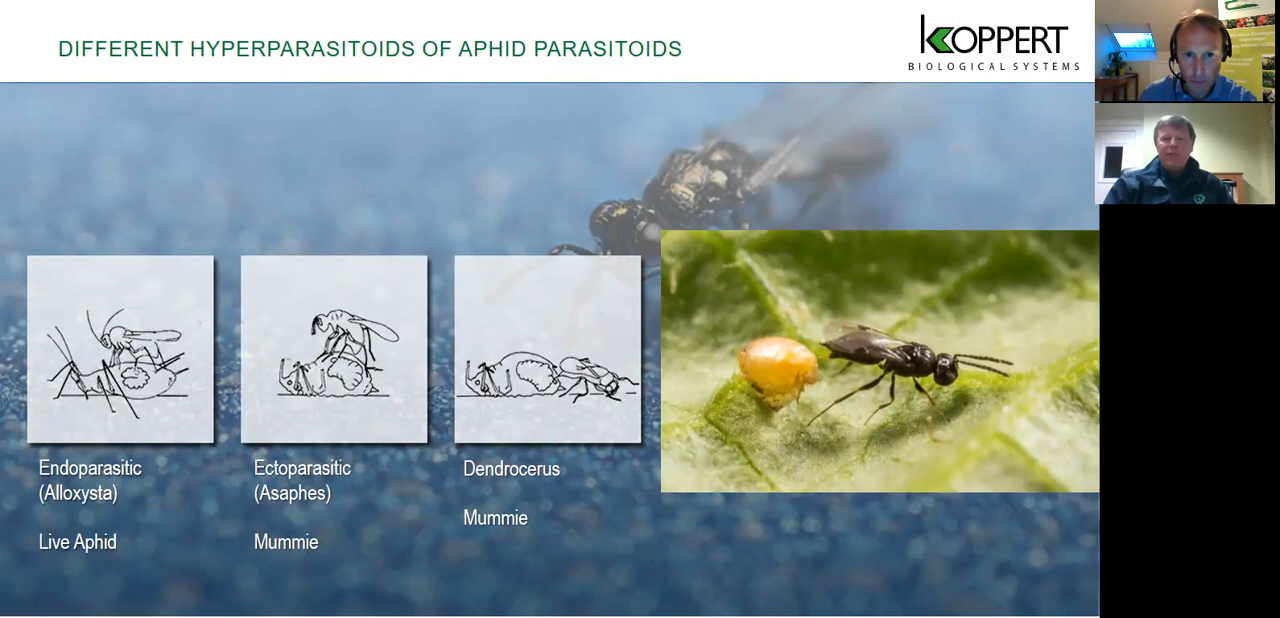 DIFFERENT HYPERPARASITOIDS OF APHID PARASITOIDS
KOPPERT
BIOLOGICAL SYSTEMS
Endoparasitic
(Alloxysta)
Live Aphid
Ectoparasitic
(Asaphes)
Mummie
Dendrocerus
Mummie